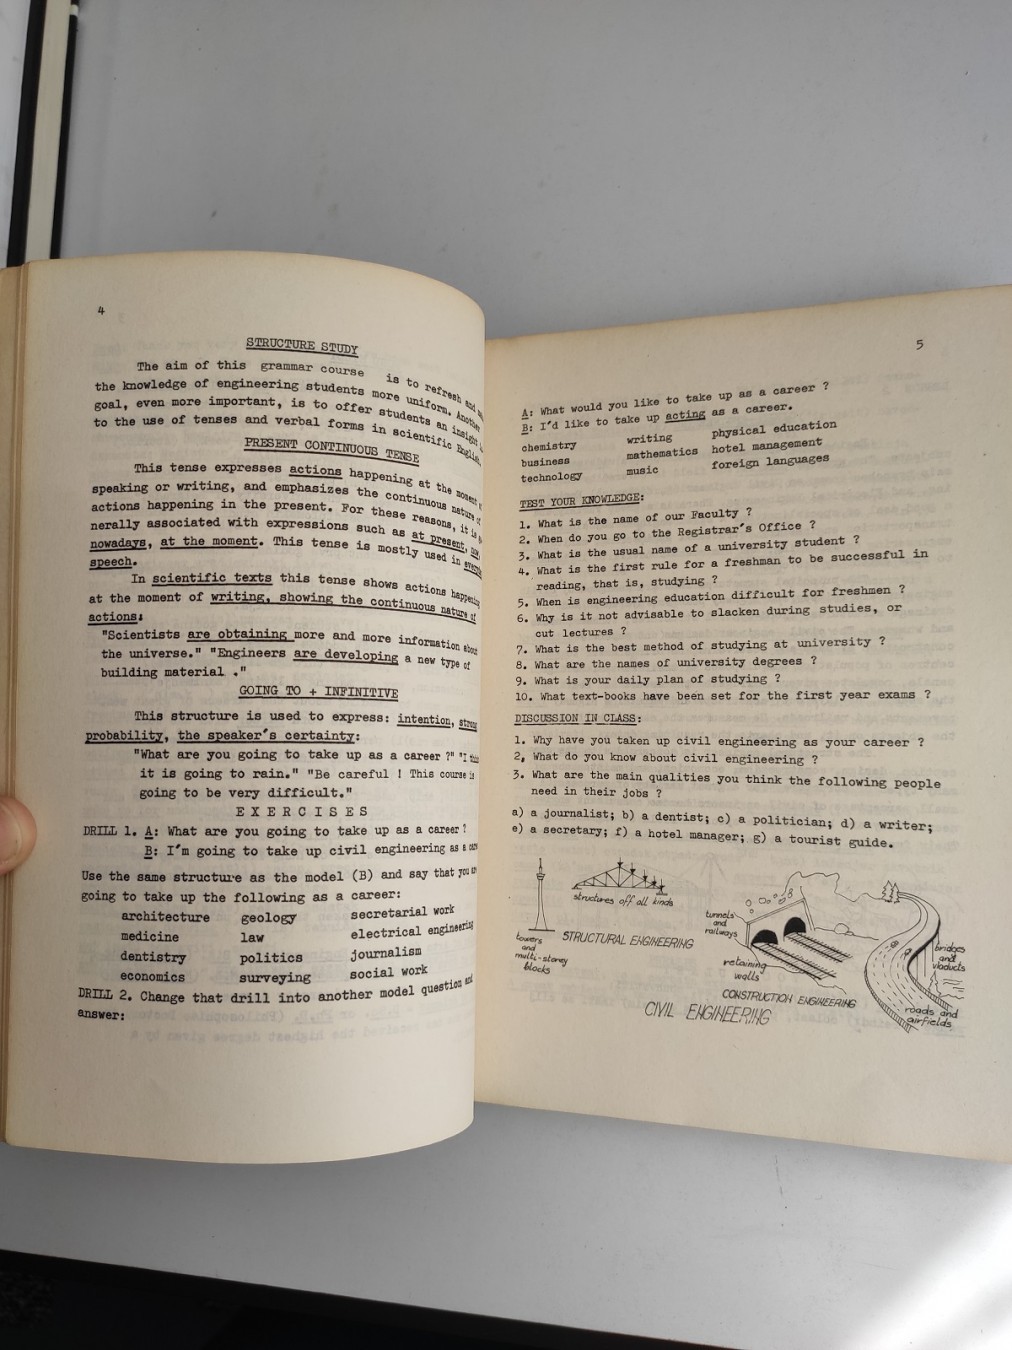 4
STRUCTURE STUDY
The aim of this grammar course is to refresh and
the knowledge of engineering students more uniform. Another
goal, even more important, is to offer students an insight
to the use of tenses and verbal forms in scientific English.
PRESENT CONTINUOUS TENSE
This tense expresses actions happening at the moment of
speaking or writing, and emphasizes the continuous nature of
actions happening in the present. For these reasons, it is ge
nerally associated with expressions such as at present, now,
nowadays, at the moment. This tense is mostly used in
speech.
In scientific texts this tense shows actions happening
at the moment of writing, showing the continuous nature of
actions:
"Scientists are obtaining more and more information about
the universe." "Engineers are developing a new type of
building material ."
GOING TO + INFINITIVE
This structure is used to express: intention, strong
probability, the speaker's certainty:
"What are you going to take up as a career ?" "I think
it is going to rain." "Be careful ! This course is
going to be very difficult."
E X E R C I S E S
DRILL 1. A: What are you going to take up as a career ?
B: I'm going to take up civil engineering as a
Use the same structure as the model (B) and say that you are
going to take up the following as a career:
architecture geology secretarial work
medicine law electrical engineering
dentistry politics journalism
economics surveying social work
DRILL 2. Change that drill into another model question and
answer:
5
A: What would you like to take up as a career ?
B: I'd like to take up acting as a career.
chemistry writing physical education
business mathematics hotel management
technology music foreign languages
TEST YOUR KNOWLEDGE:
1. What is the name of our Faculty ?
2. When do you go to the Registrar's Office ?
3. What is the usual name of a university student ?
4. What is the first rule for a freshman to be successful in
reading, that is, studying ?
5. When is engineering education difficult for freshmen ?
6. Why is it not advisable to slacken during studies, or
cut lectures ?
7. What is the best method of studying at university ?
8. What are the names of university degrees ?
9. What is your daily plan of studying ?
10. What text-books have been set for the first year exams ?
DISCUSSION IN CLASS:
1. Why have you taken up civil engineering as your career ?
2, What do you know about civil engineering ?
3. What are the main qualities you think the following people
need in their jobs ?
a) a journalist; b) a dentist; c) a politician; d) a writer;
e) a secretary; f) a hotel manager; g) a tourist guide.
structures off all kinds
towers
and
multi-storey
blocks
STRUCTURAL ENGINEERING
tunnels
and
railways
retaining
walls
CONSTRUCTION ENGINEERING
bridges
and
viaducts
roads and
airfields
CIVIL ENGINEERING